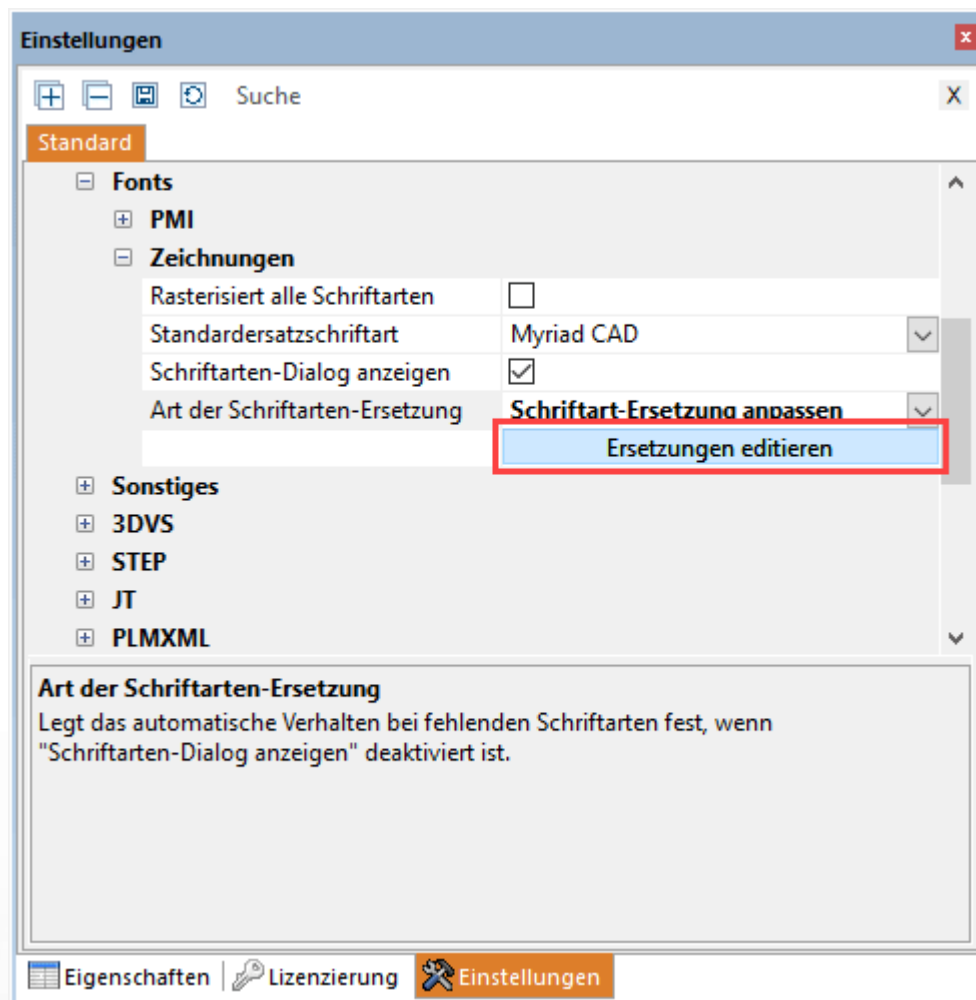 Einstellungen
x
Suche
X
Standard
Fonts
PMI
Zeichnungen
Rasterisiert alle Schriftarten
Standardersatzschriftart Myriad CAD
Schriftarten-Dialog anzeigen
Art der Schriftarten-Ersetzung Schriftart-Ersetzung anpassen
Ersetzungen editieren
Sonstiges
3DVS
STEP
JT
PLMXML
Art der Schriftarten-Ersetzung
Legt das automatische Verhalten bei fehlenden Schriftarten fest, wenn
"Schriftarten-Dialog anzeigen" deaktiviert ist.
Eigenschaften Lizenzierung Einstellungen